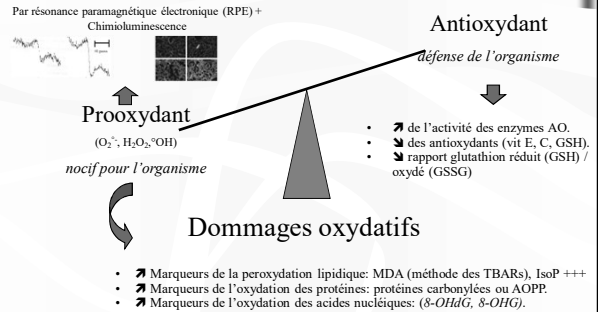 Par résonance paramagnétique électronique (RPE) +
Chimioluminescence
Antioxydant
défense de l'organisme
Prooxydant
(O₂°⁻, H₂O₂,°OH)
nocif pour l'organisme
• ➚ de l'activité des enzymes AO.
• ➘ des antioxydants (vit E, C, GSH).
• ➘ rapport glutathion réduit (GSH) /
oxydé (GSSG)
Dommages oxydatifs
• ➚ Marqueurs de la peroxydation lipidique: MDA (méthode des TBARs), IsoP +++
• ➚ Marqueurs de l'oxydation des protéines: protéines carbonylées ou AOPP.
• ➚ Marqueurs de l'oxydation des acides nucléiques: (8-OHdG, 8-OHG).